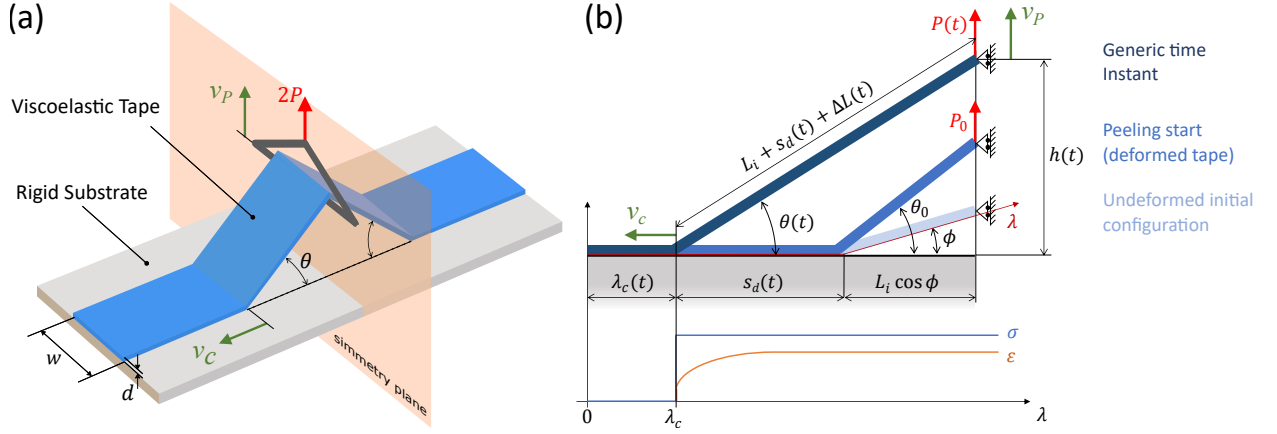 (a)
v_P
2P
Viscoelastic Tape
Rigid Substrate
θ
v_C
w
d
simmetry plane
(b)
P(t)
v_P
Generic time
Instant
L_i + s_d(t) + ΔL(t)
P_0
Peeling start
(deformed tape)
h(t)
v_c
θ(t)
θ_0
ϕ
λ
Undeformed initial
configuration
λ_c(t)
s_d(t)
L_i cos ϕ
σ
ε
0
λ_c
λ